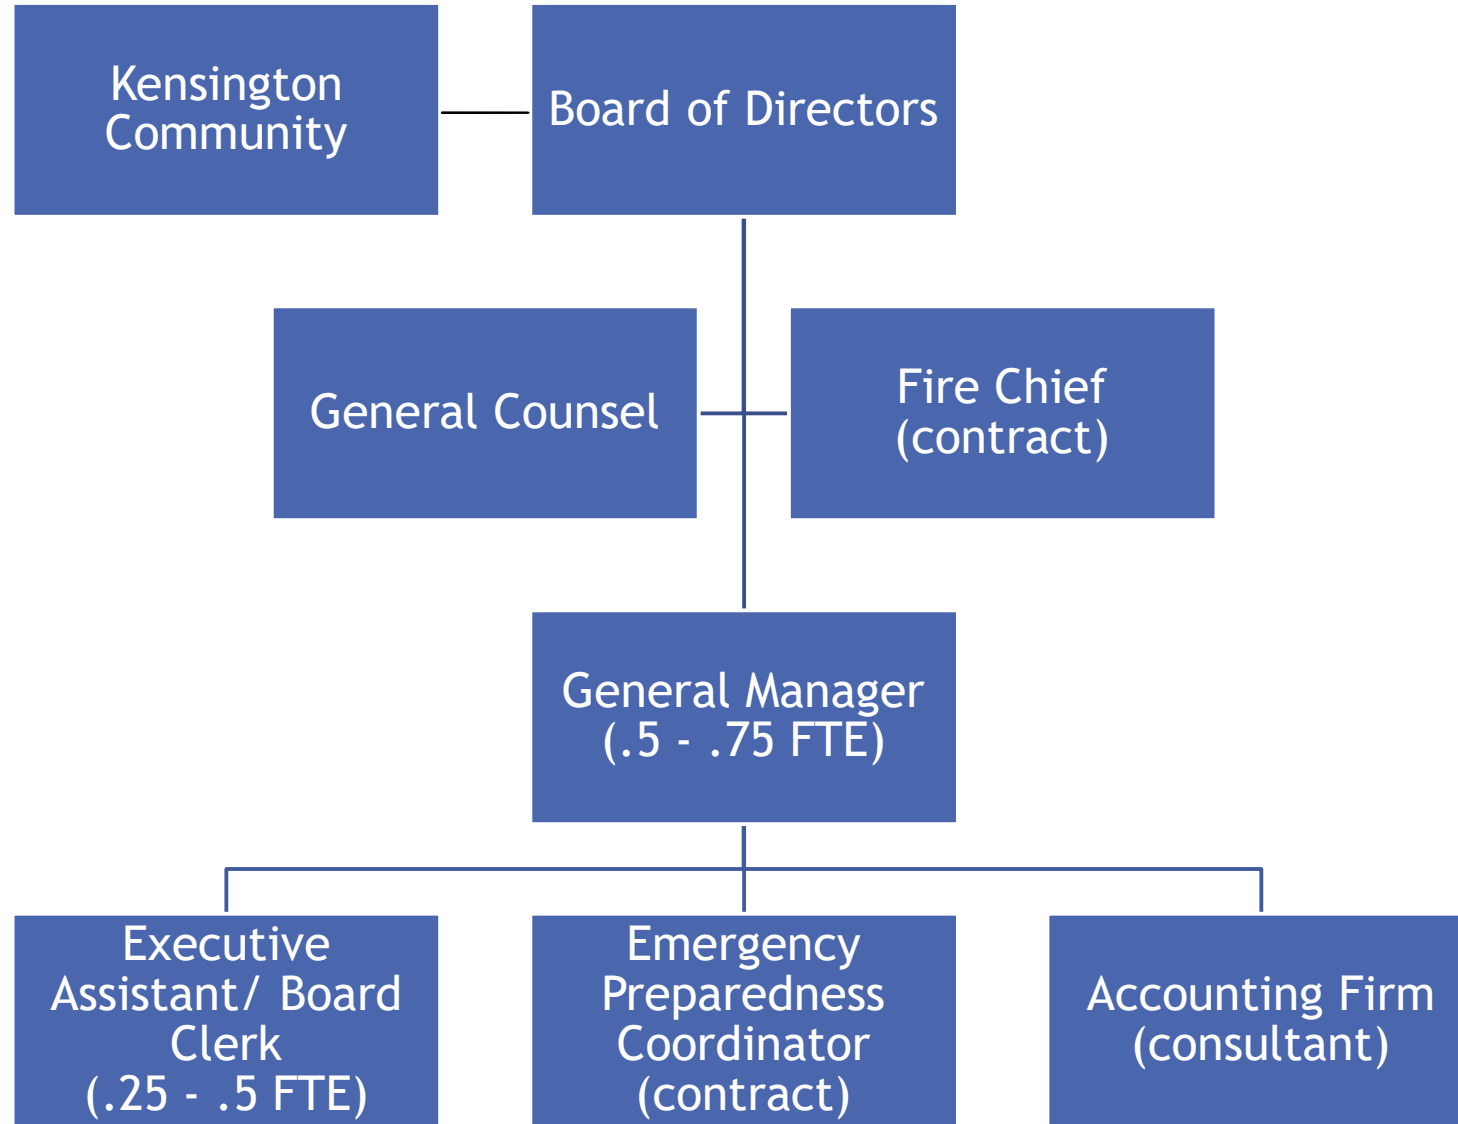 Kensington
Community
Board of Directors
General Counsel
Fire Chief
(contract)
General Manager
(.5 - .75 FTE)
Executive
Assistant/ Board
Clerk
(.25 - .5 FTE)
Emergency
Preparedness
Coordinator
(contract)
Accounting Firm
(consultant)